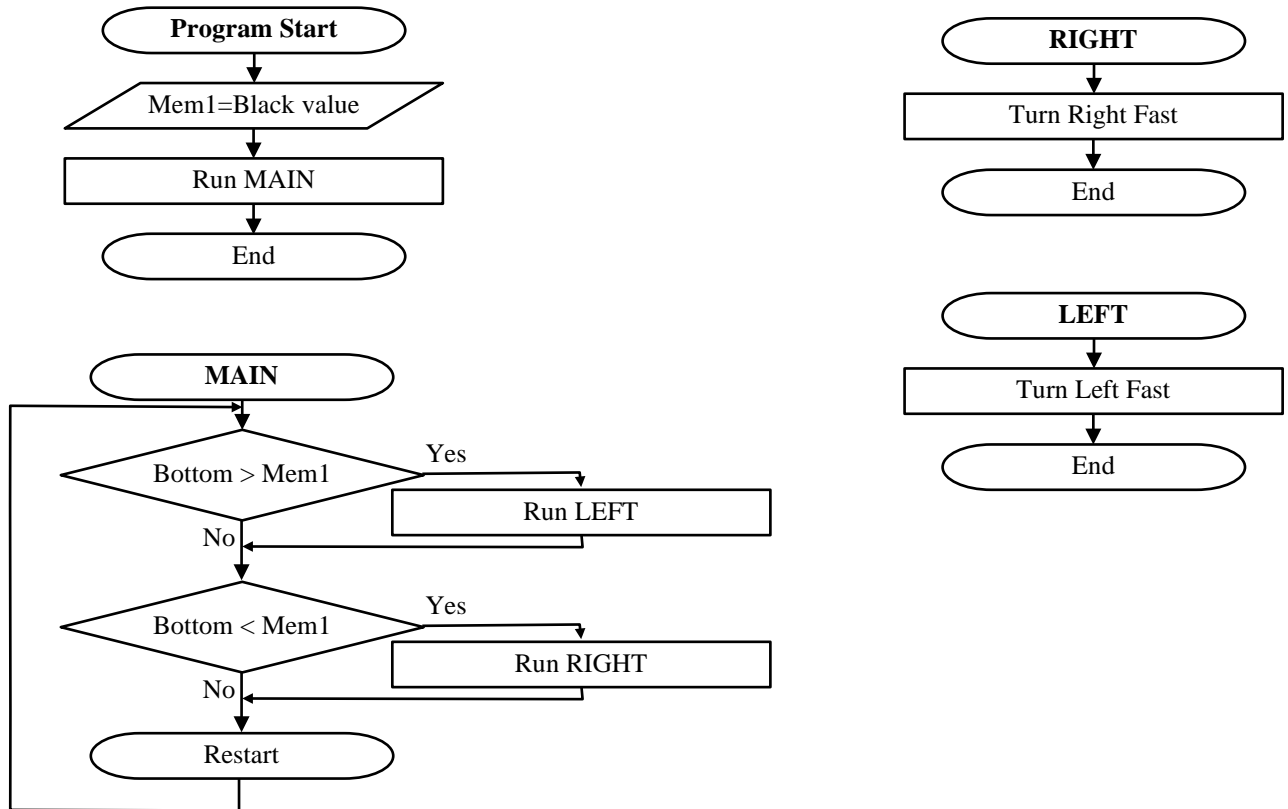 Program Start
Mem1=Black value
Run MAIN
End
MAIN
Bottom > Mem1
Yes
Run LEFT
No
Bottom < Mem1
Yes
Run RIGHT
No
Restart
RIGHT
Turn Right Fast
End
LEFT
Turn Left Fast
End